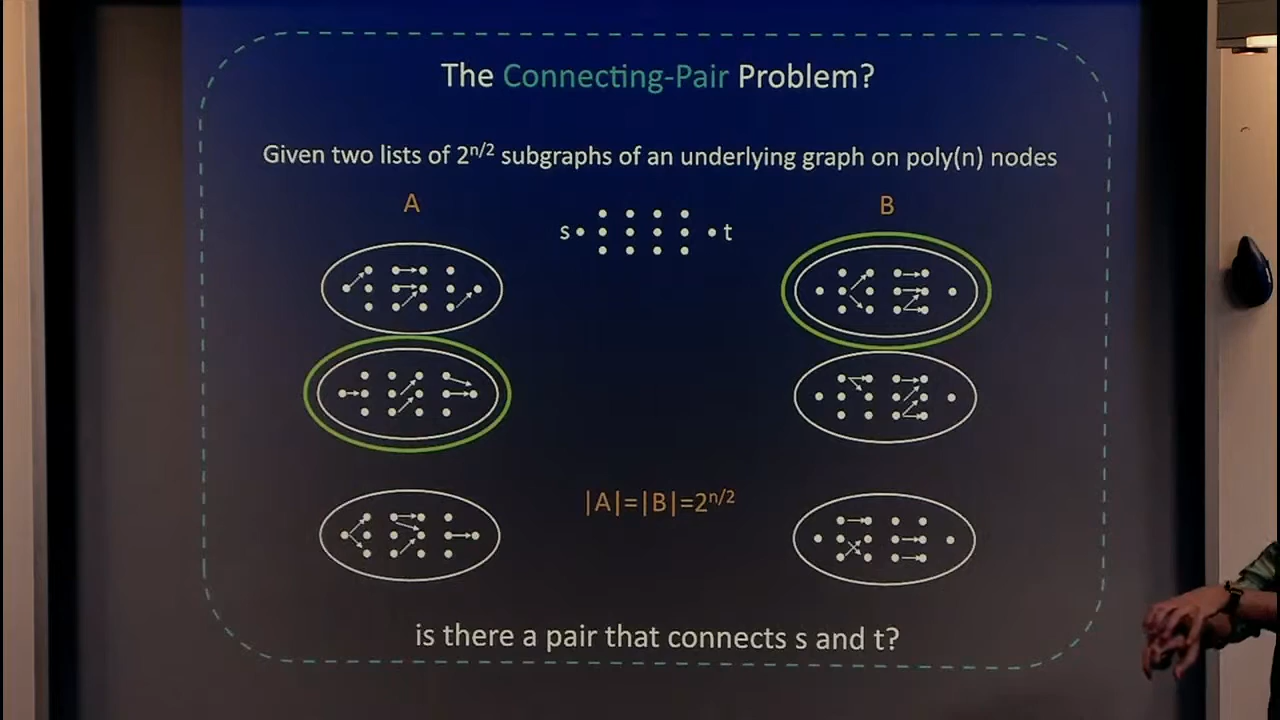 The Connecting-Pair Problem?
Given two lists of 2^{n/2} subgraphs of an underlying graph on poly(n) nodes
A
B
s
t
|A|=|B|=2^{n/2}
is there a pair that connects s and t?